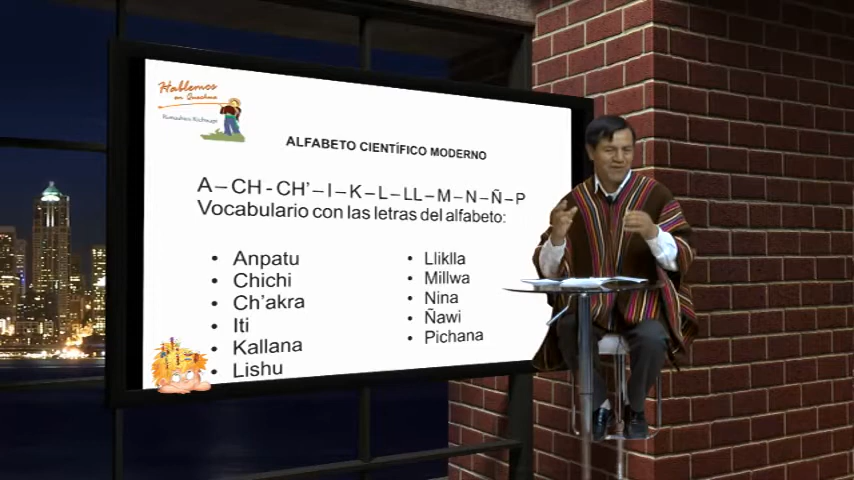 Hablemos
en Quechua
ALFABETO CIENTÍFICO MODERNO
A – CH - CH' – I – K – L – LL – M – N – Ñ – P
Vocabulario con las letras del alfabeto:
• Anpatu
• Chichi
• Ch'akra
• Iti
• Kallana
• Lishu
• Lliklla
• Millwa
• Nina
• Ñawi
• Pichana